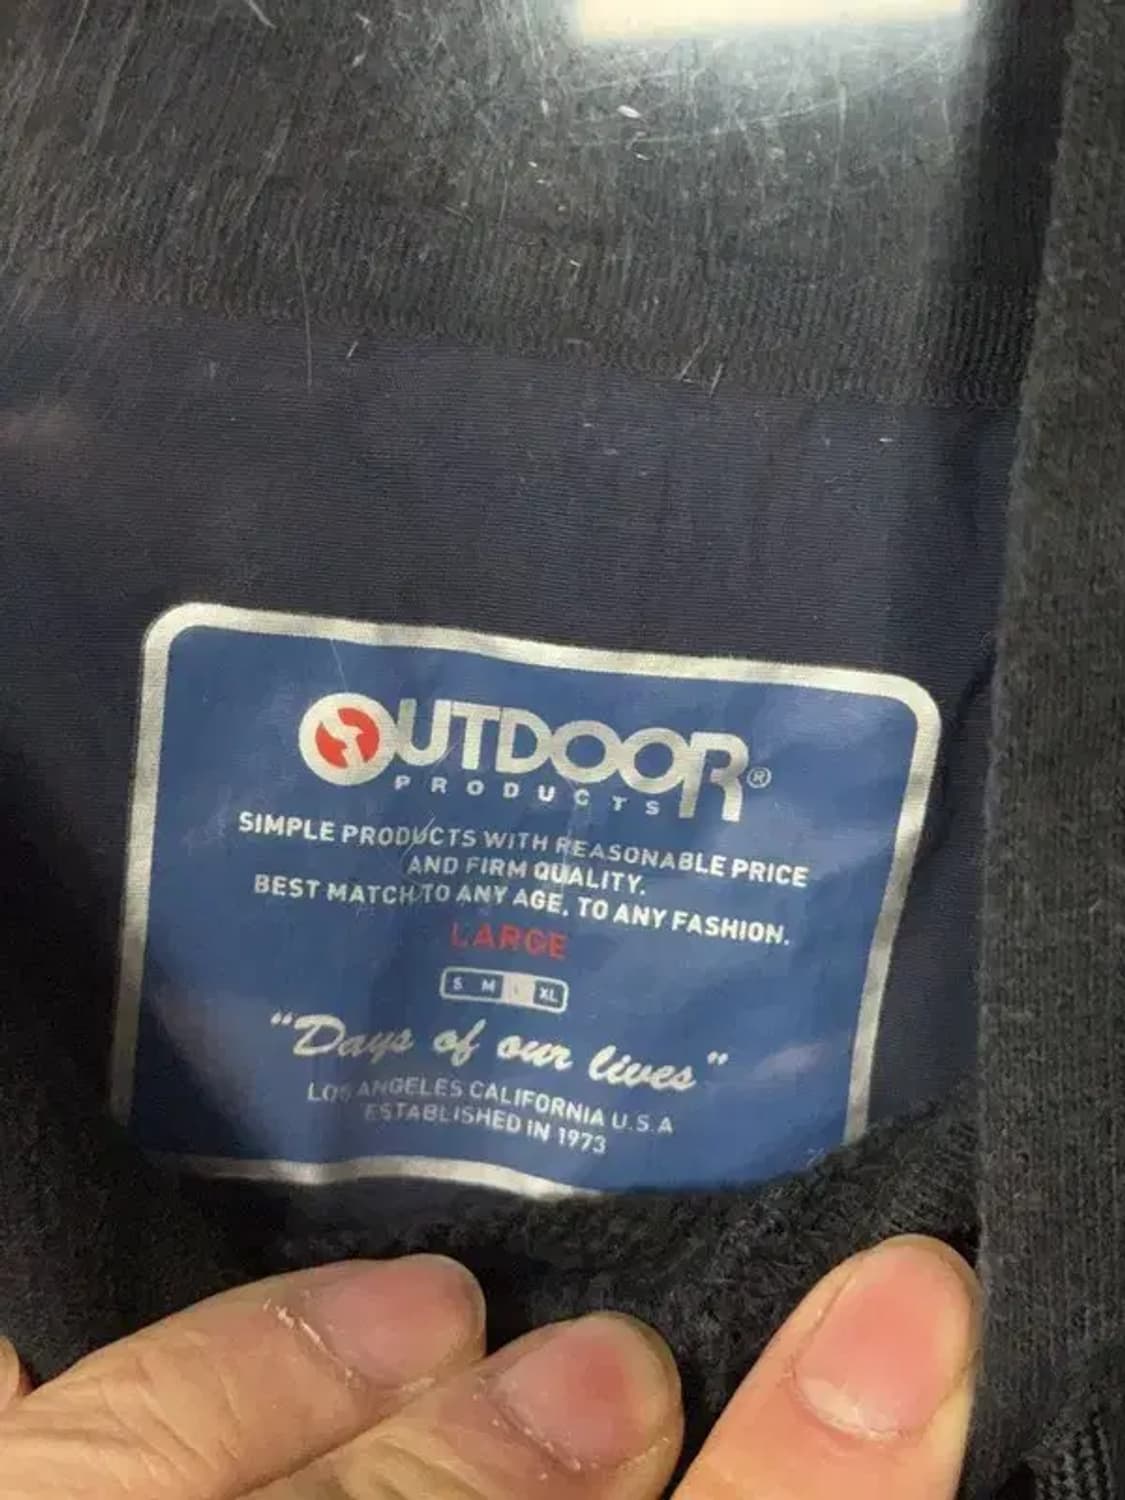 OUTDOOR®
PRODUCTS
SIMPLE PRODUCTS WITH REASONABLE PRICE
AND FIRM QUALITY.
BEST MATCH TO ANY AGE, TO ANY FASHION.
LARGE
S M L XL
"Days of our lives"
LOS ANGELES CALIFORNIA U.S.A
ESTABLISHED IN 1973